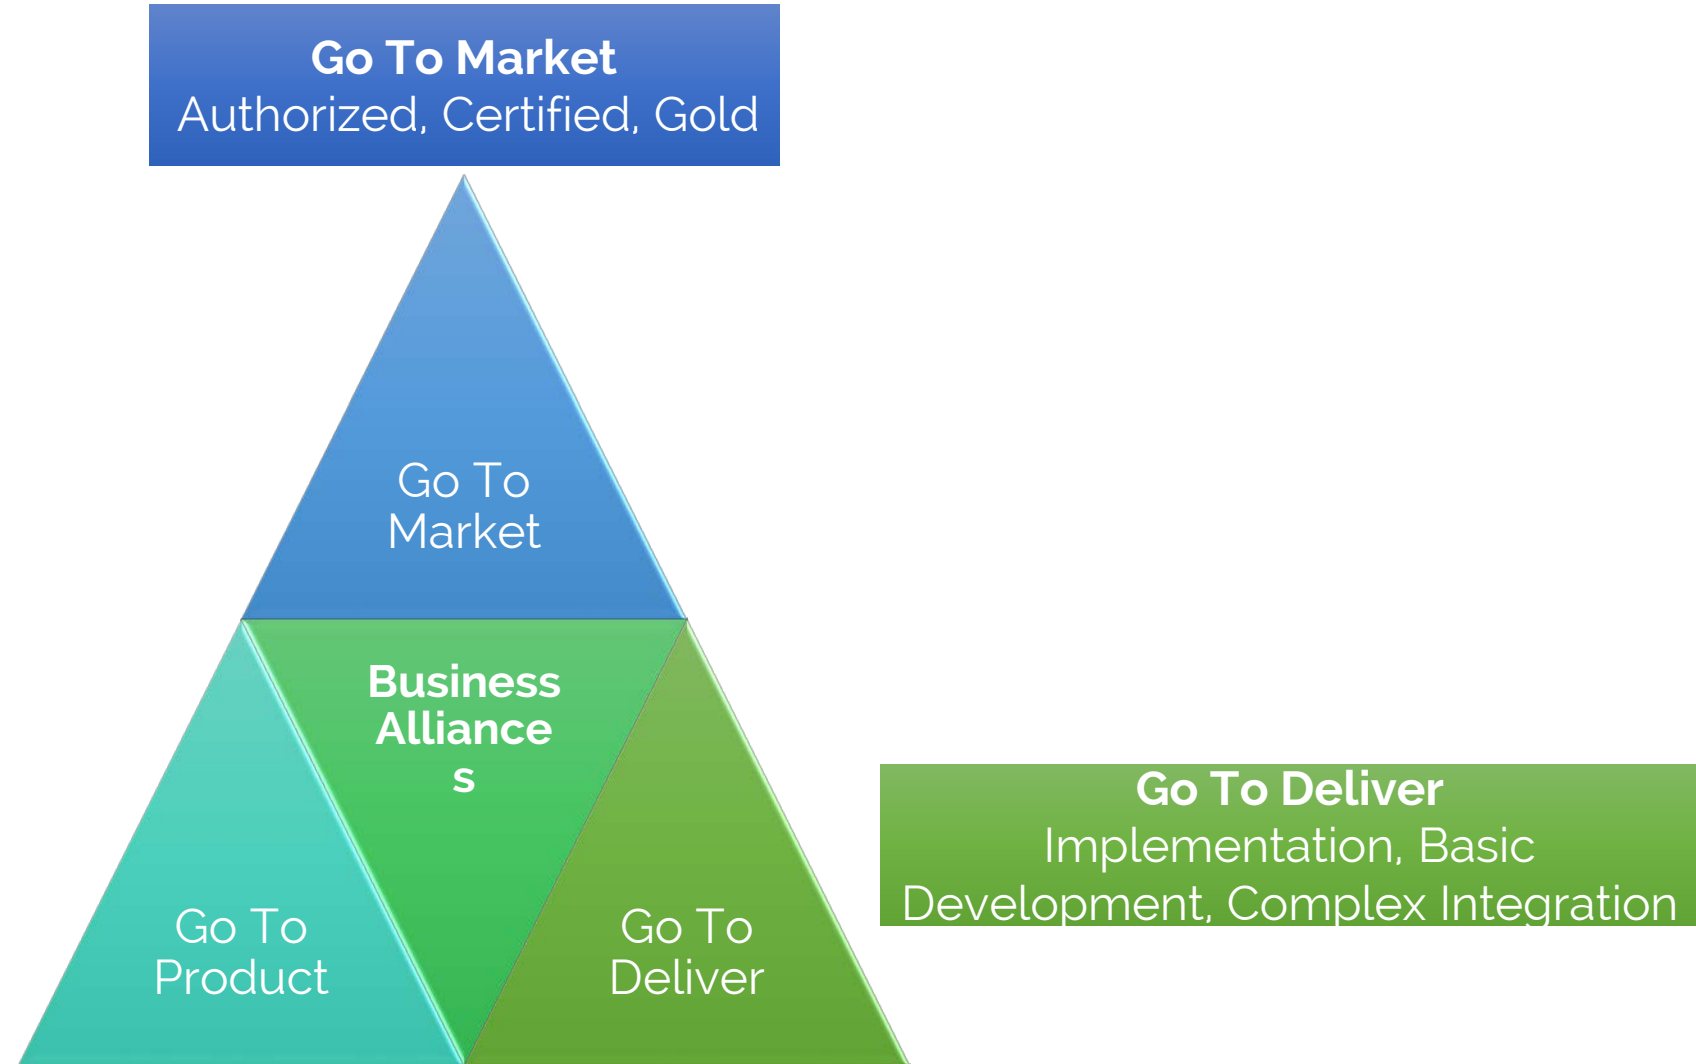 Go To Market
Authorized, Certified, Gold
Go To
Market
Business
Alliance
s
Go To Deliver
Implementation, Basic
Development, Complex Integration
Go To
Product
Go To
Deliver